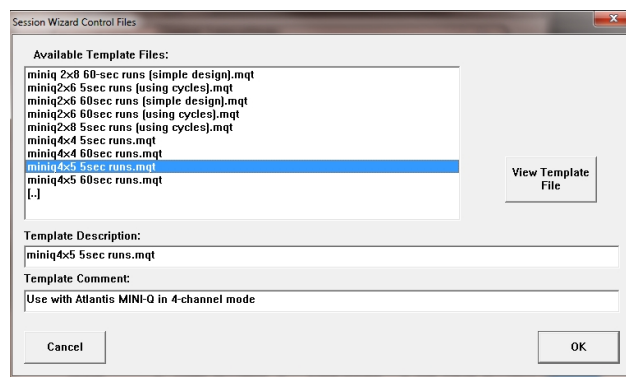 Session Wizard Control Files
Available Template Files:
miniq 2x8 60-sec runs (simple design).mqt
miniq2x6 5sec runs (using cycles).mqt
miniq2x6 60sec runs (simple design).mqt
miniq2x6 60sec runs (using cycles).mqt
miniq2x8 5sec runs (using cycles).mqt
miniq4x4 5sec runs.mqt
miniq4x4 60sec runs.mqt
miniq4x5 5sec runs.mqt
miniq4x5 60sec runs.mqt
[..]
View Template
File
Template Description:
miniq4x5 5sec runs.mqt
Template Comment:
Use with Atlantis MINI-Q in 4-channel mode
Cancel
OK